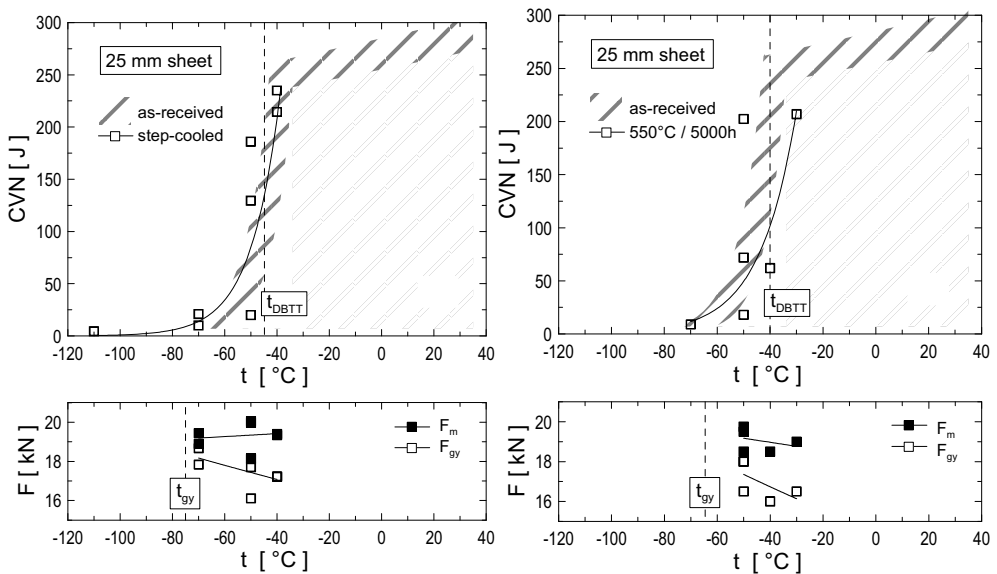 300
250
200
150
100
50
0
CVN [ J ]
25 mm sheet
as-received
step-cooled
t_DBTT
-120 -100 -80 -60 -40 -20 0 20 40
t [ °C ]
20
18
16
F [ kN ]
F_m
F_gy
t_gy
-120 -100 -80 -60 -40 -20 0 20 40
t [ °C ]
300
250
200
150
100
50
0
CVN [ J ]
25 mm sheet
as-received
550°C / 5000h
t_DBTT
-120 -100 -80 -60 -40 -20 0 20 40
t [ °C ]
20
18
16
F [ kN ]
F_m
F_gy
t_gy
-120 -100 -80 -60 -40 -20 0 20 40
t [ °C ]